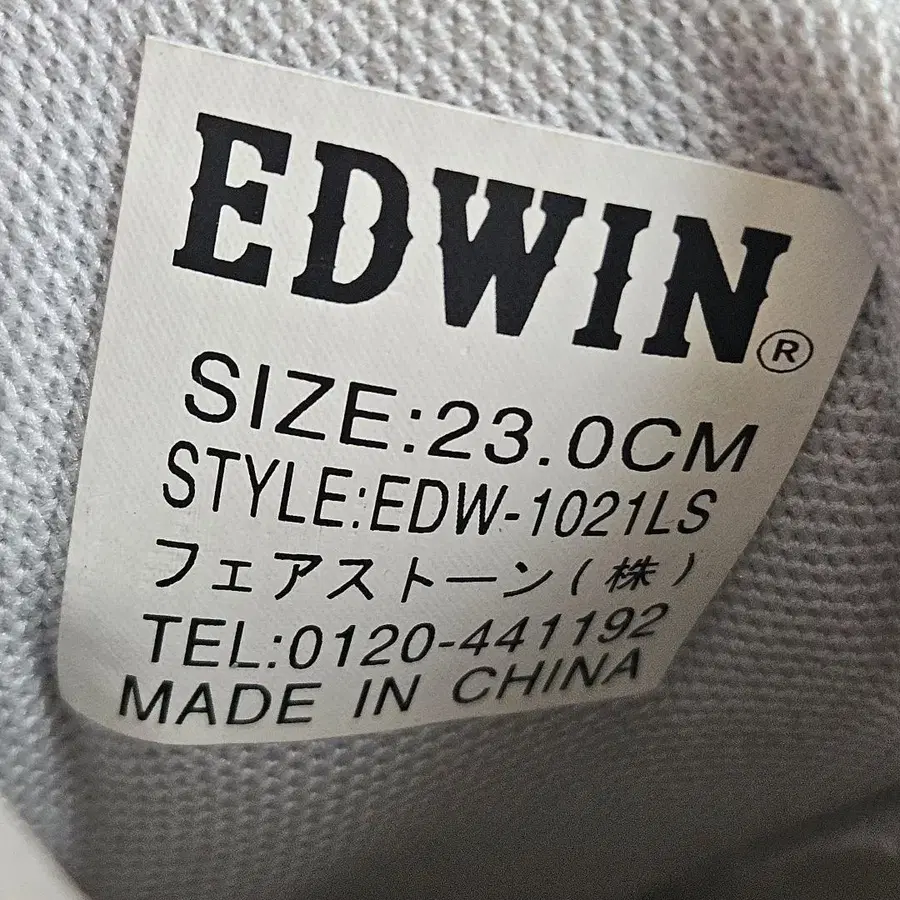 EDWIN®
SIZE:23.0CM
STYLE:EDW-1021LS
フェアストーン(株)
TEL:0120-441192
MADE IN CHINA